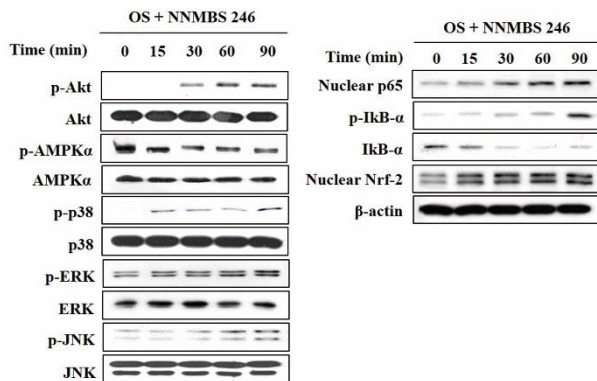 OS + NNMBS 246
Time (min) 0 15 30 60 90
p-Akt
Akt
p-AMPKα
AMPKα
p-p38
p38
p-ERK
ERK
p-JNK
JNK
OS + NNMBS 246
Time (min) 0 15 30 60 90
Nuclear p65
p-IkB-α
IkB-α
Nuclear Nrf-2
β-actin